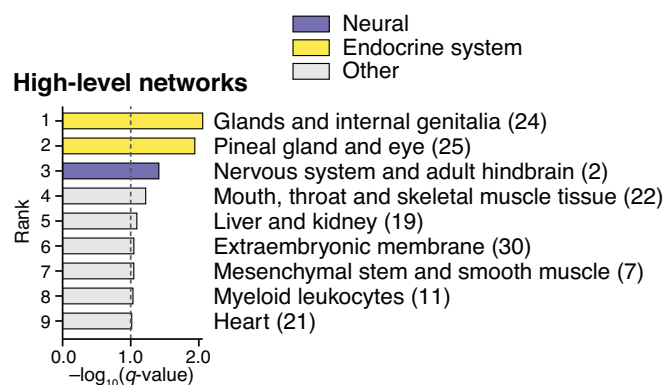 Neural
Endocrine system
Other
High-level networks
1 Glands and internal genitalia (24)
2 Pineal gland and eye (25)
3 Nervous system and adult hindbrain (2)
4 Mouth, throat and skeletal muscle tissue (22)
5 Liver and kidney (19)
6 Extraembryonic membrane (30)
7 Mesenchymal stem and smooth muscle (7)
8 Myeloid leukocytes (11)
9 Heart (21)
Rank
0.0 1.0 2.0
–log10(q-value)